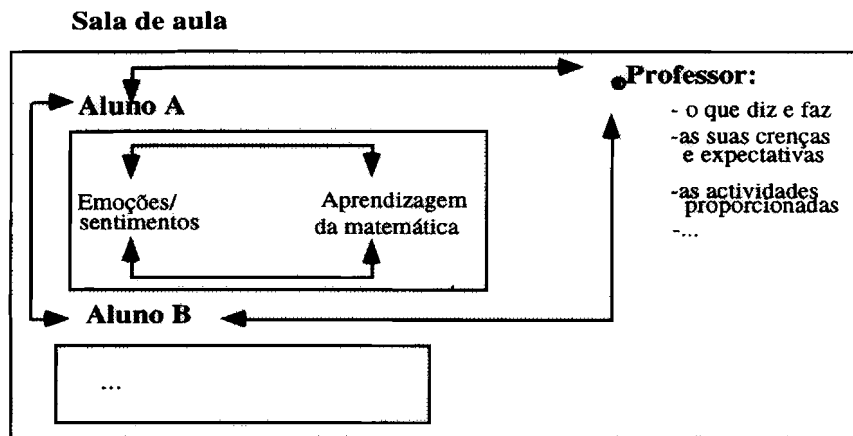 Sala de aula
Professor:
- o que diz e faz
-as suas crenças
e expectativas
-as actividades
proporcionadas
-...
Aluno A
Emoções/
sentimentos
Aprendizagem
da matemática
Aluno B
...